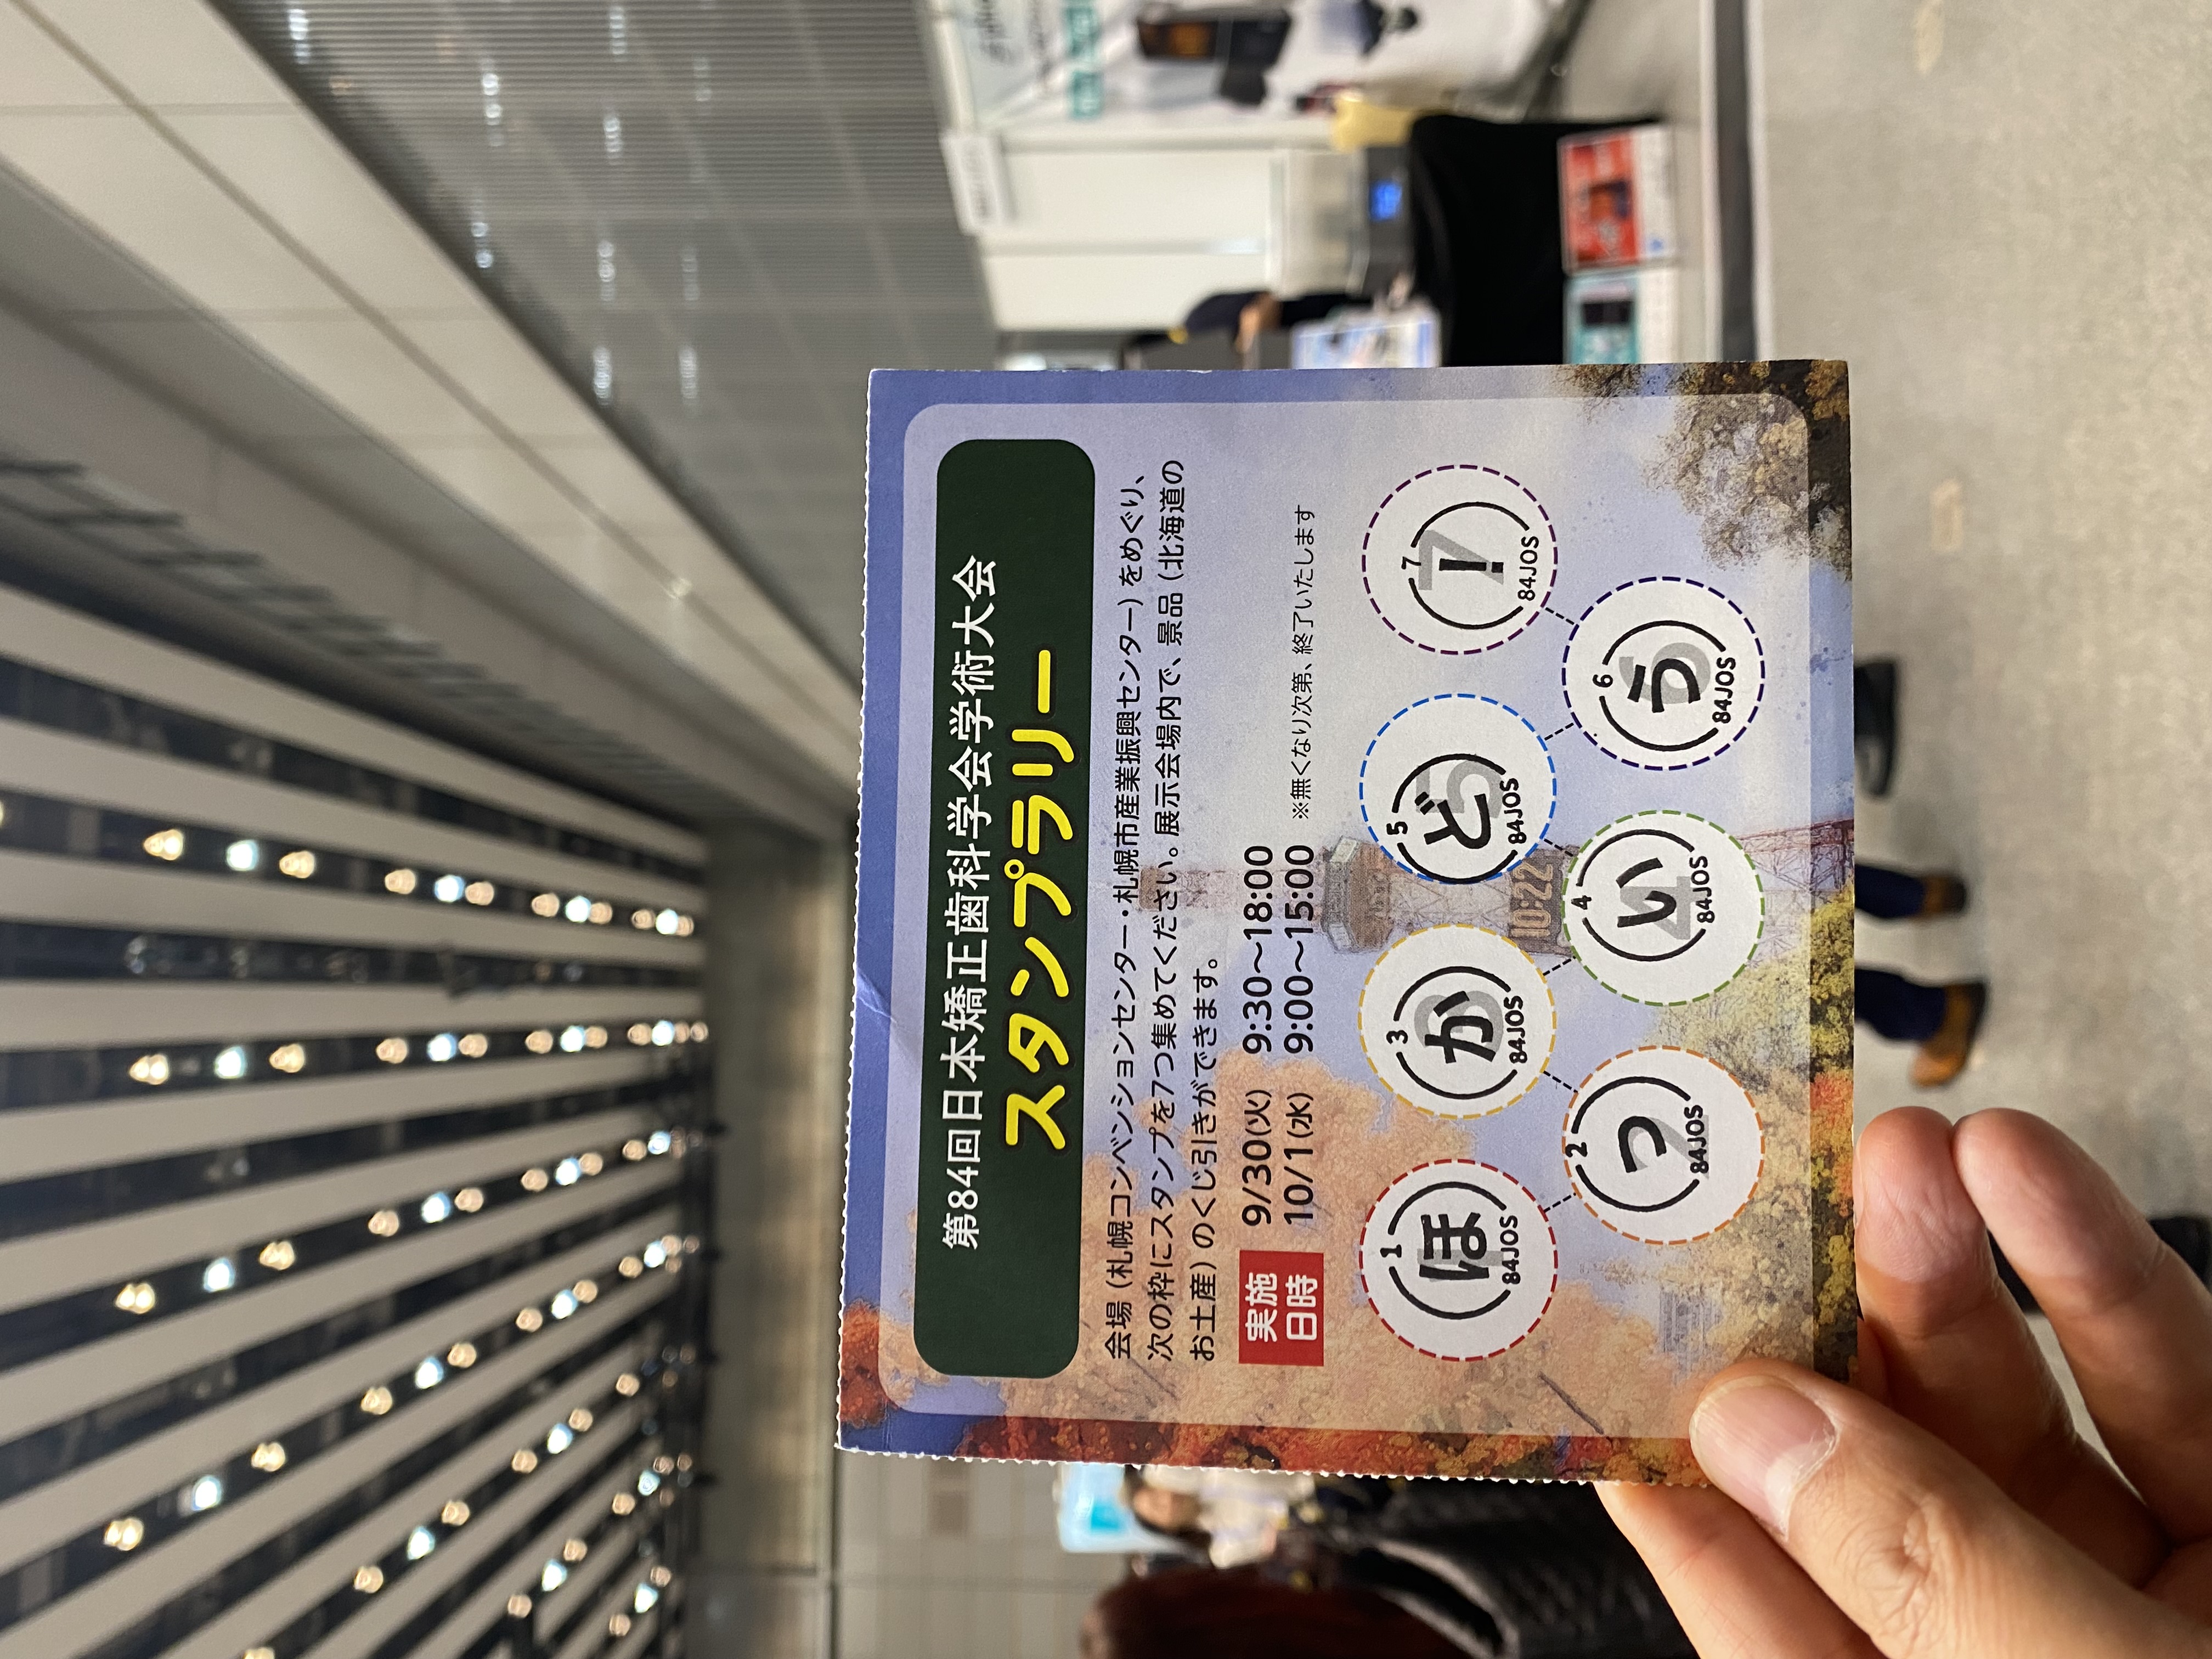 第84回日本矯正歯科学会学術大会
スタンプラリー
会場（札幌コンベンションセンター・札幌市産業振興センター）をめぐり、
次の枠にスタンプを7つ集めてください。展示会場内で、景品（北海道の
お土産）のくじ引きができます。
実施
日時
9/30(火) 9:30〜18:00
10/1(水) 9:00〜15:00 ※無くなり次第、終了いたします
1
ほ
84JOS
2
っ
84JOS
3
か
84JOS
4
い
84JOS
5
ど
84JOS
6
う
84JOS
7
!
84JOS
10:22